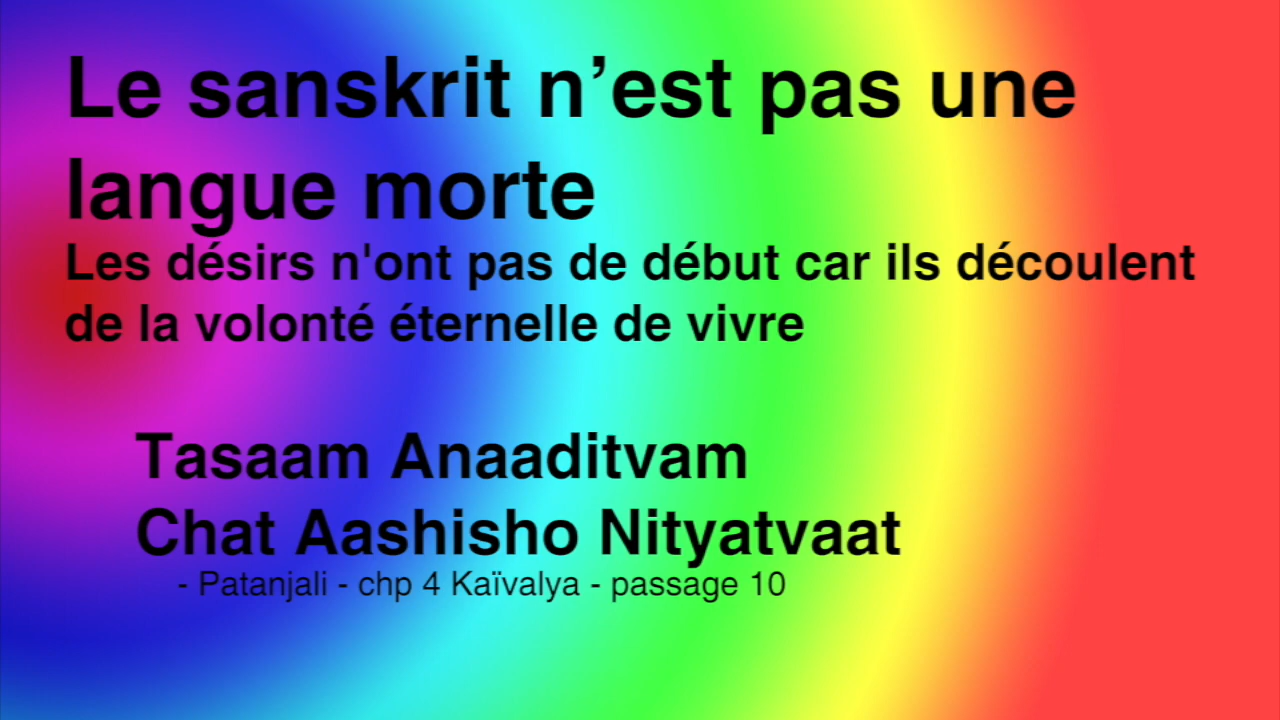 Le sanskrit n’est pas une
langue morte
Les désirs n'ont pas de début car ils découlent
de la volonté éternelle de vivre
Tasaam Anaaditvam
Chat Aashisho Nityatvaat
- Patanjali - chp 4 Kaïvalya - passage 10